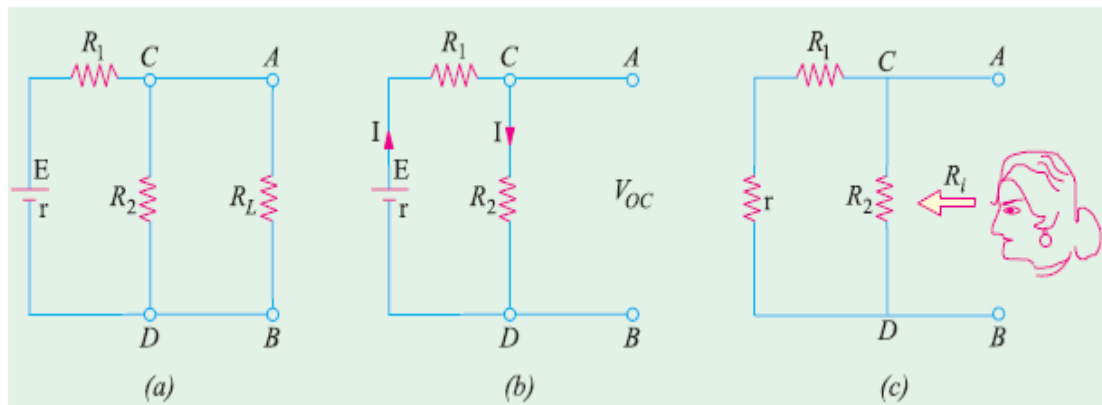 R1 C A
E
r
R2
RL
D B
(a)
R1 C A
I I
E
r
R2
VOC
D B
(b)
R1 C A
r
R2
Ri
D B
(c)